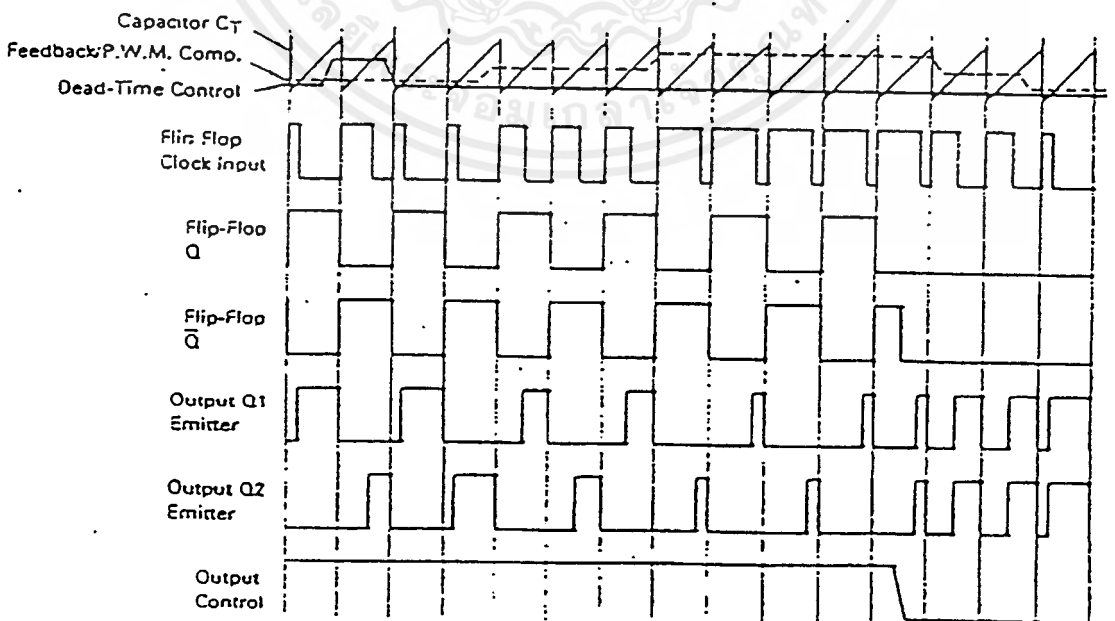 Capacitor CT
Feedback/P.W.M. Comp.
Dead-Time Control
Flip-Flop
Clock Input
Flip-Flop
Q
Flip-Flop
Q̅
Output Q1
Emitter
Output Q2
Emitter
Output
Control